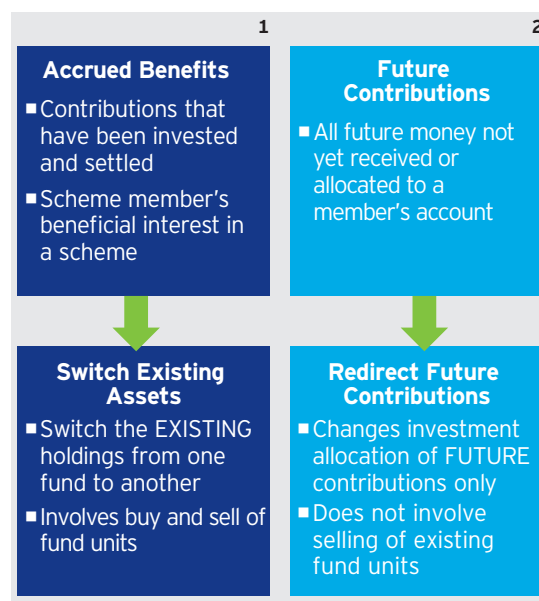 1
Accrued Benefits
■ Contributions that
have been invested
and settled
■ Scheme member's
beneficial interest in
a scheme
Switch Existing
Assets
■ Switch the EXISTING
holdings from one
fund to another
■ Involves buy and sell of
fund units
2
Future
Contributions
■ All future money not
yet received or
allocated to a
member's account
Redirect Future
Contributions
■ Changes investment
allocation of FUTURE
contributions only
■ Does not involve
selling of existing
fund units